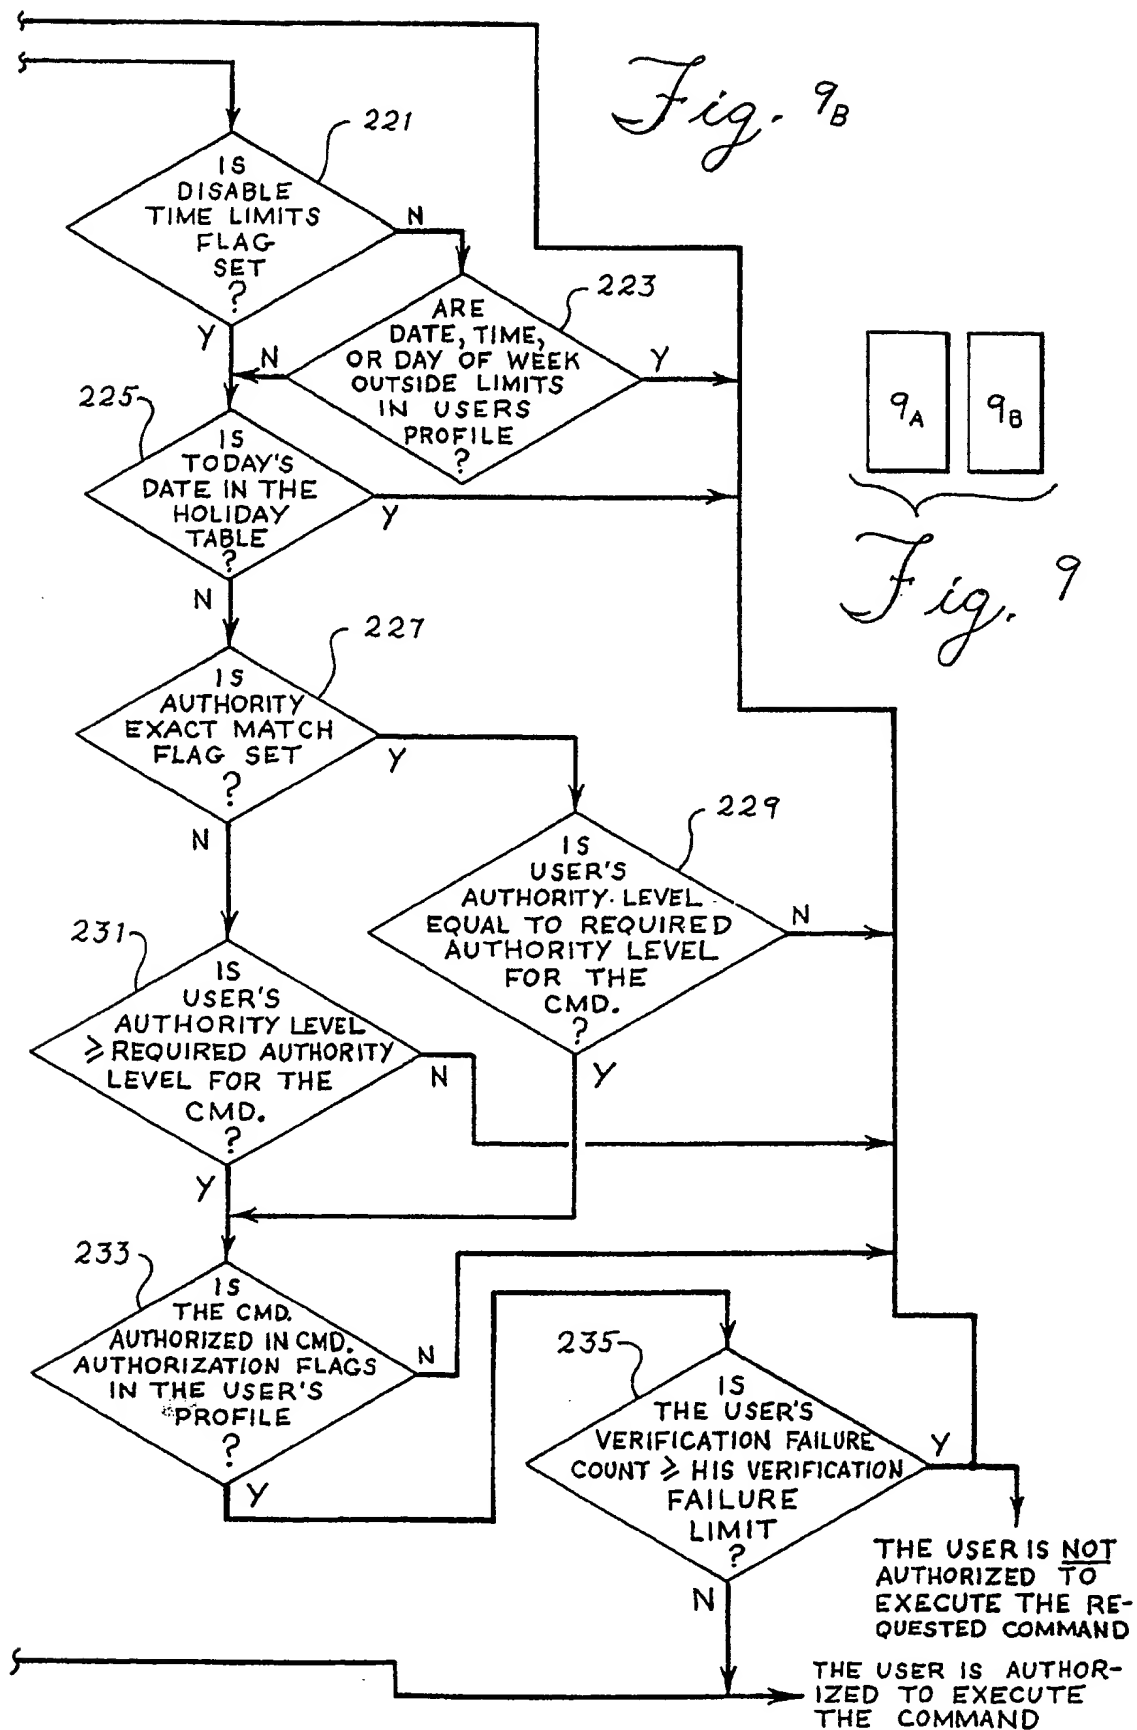 Fig. 9B
221
IS
DISABLE
TIME LIMITS
FLAG
SET
?
N
Y
223
ARE
DATE, TIME,
OR DAY OF WEEK
OUTSIDE LIMITS
IN USERS
PROFILE
?
N
Y
9A
9B
Fig. 9
225
IS
TODAY'S
DATE IN THE
HOLIDAY
TABLE
?
Y
N
227
IS
AUTHORITY
EXACT MATCH
FLAG SET
?
Y
N
229
IS
USER'S
AUTHORITY LEVEL
EQUAL TO REQUIRED
AUTHORITY LEVEL
FOR THE
CMD.
?
N
Y
231
IS
USER'S
AUTHORITY LEVEL
≥ REQUIRED AUTHORITY
LEVEL FOR THE
CMD.
?
N
Y
233
IS
THE CMD.
AUTHORIZED IN CMD.
AUTHORIZATION FLAGS
IN THE USER'S
PROFILE
?
N
Y
235
IS
THE USER'S
VERIFICATION FAILURE
COUNT ≥ HIS VERIFICATION
FAILURE
LIMIT
?
Y
N
THE USER IS NOT
AUTHORIZED TO
EXECUTE THE RE-
QUESTED COMMAND
THE USER IS AUTHOR-
IZED TO EXECUTE
THE COMMAND